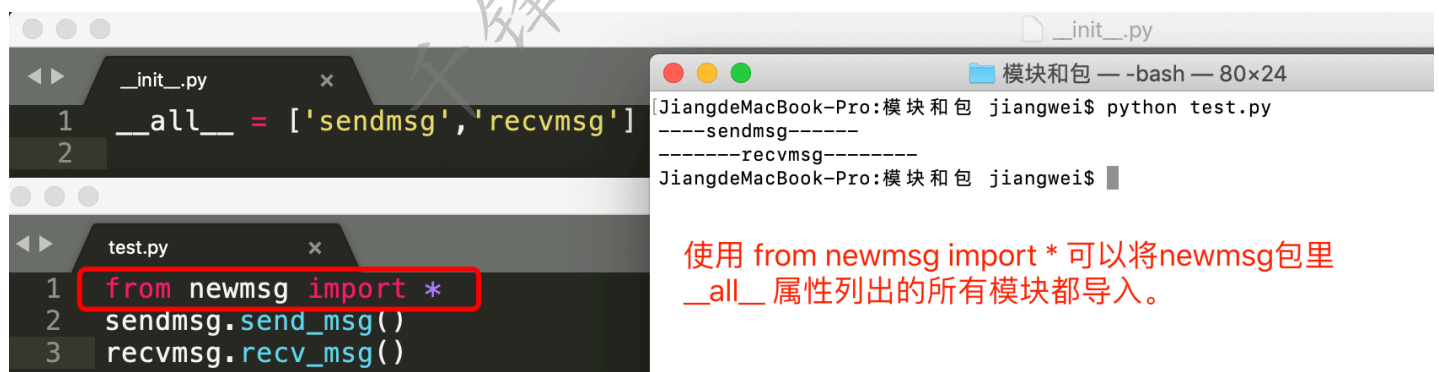 __init__.py
__init__.py
×
1 __all__ = ['sendmsg','recvmsg']
2
test.py
×
1 from newmsg import *
2 sendmsg.send_msg()
3 recvmsg.recv_msg()
模块和包 — -bash — 80×24
[JiangdeMacBook-Pro:模块和包 jiangwei$ python test.py
----sendmsg------
-------recvmsg--------
JiangdeMacBook-Pro:模块和包 jiangwei$
使用 from newmsg import * 可以将newmsg包里
__all__ 属性列出的所有模块都导入。
千锋